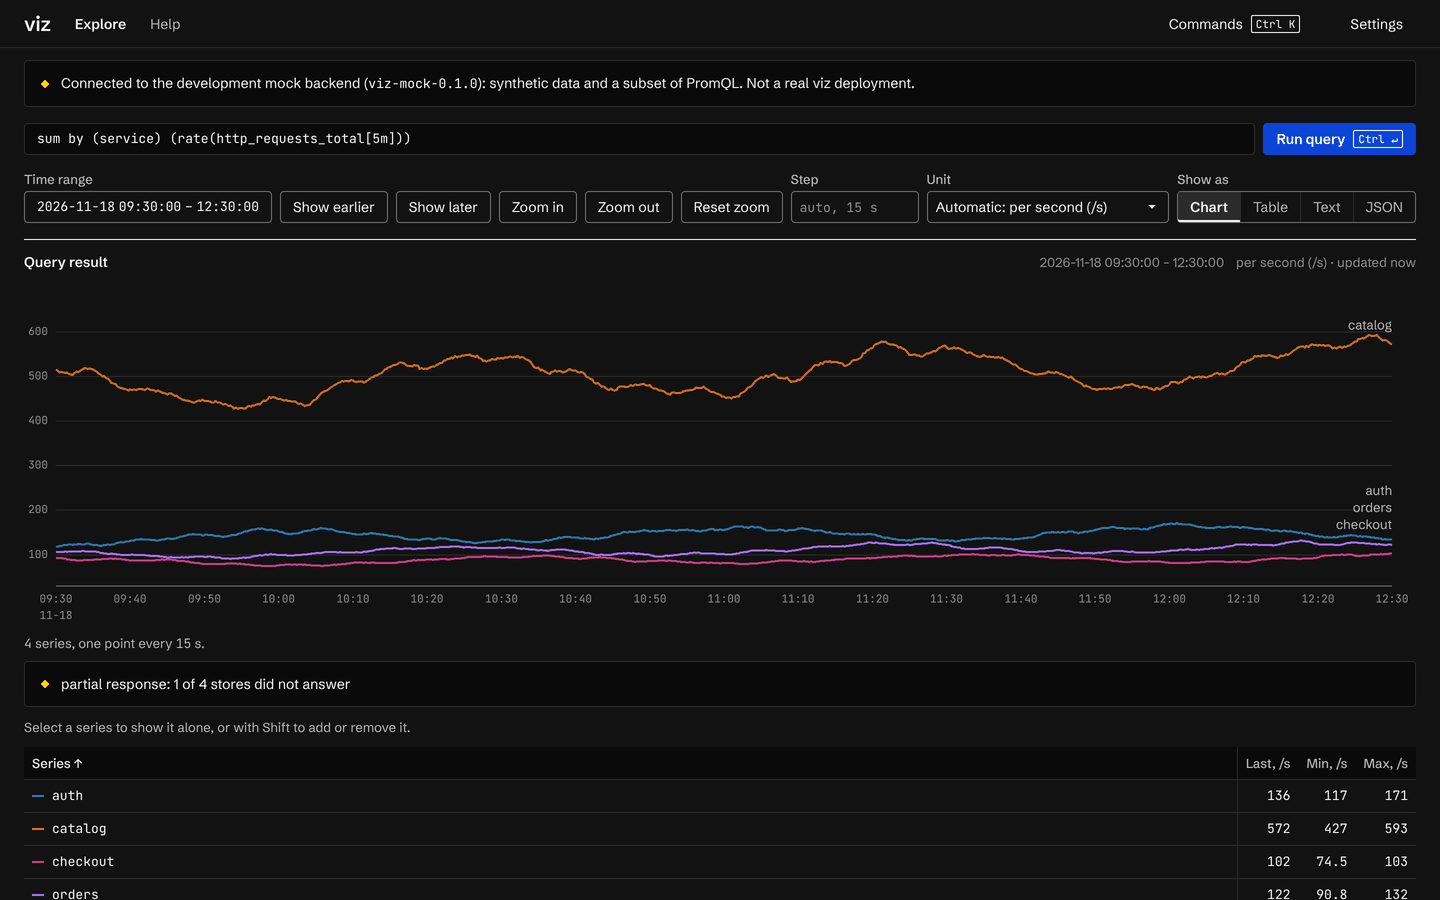 viz Explore Help Commands Ctrl K Settings
Connected to the development mock backend (viz-mock-0.1.0): synthetic data and a subset of PromQL. Not a real viz deployment.
sum by (service) (rate(http_requests_total[5m])) Run query Ctrl ↵
Time range Step Unit Show as
2026-11-18 09:30:00 – 12:30:00 Show earlier Show later Zoom in Zoom out Reset zoom auto, 15 s Automatic: per second (/s) Chart Table Text JSON
Query result 2026-11-18 09:30:00 – 12:30:00 per second (/s) · updated now
catalog
600
500
400
300
auth
200
orders
checkout
100
09:30 09:40 09:50 10:00 10:10 10:20 10:30 10:40 10:50 11:00 11:10 11:20 11:30 11:40 11:50 12:00 12:10 12:20 12:30
11-18
4 series, one point every 15 s.
partial response: 1 of 4 stores did not answer
Select a series to show it alone, or with Shift to add or remove it.
Series ↑ Last, /s Min, /s Max, /s
auth 136 117 171
catalog 572 427 593
checkout 102 74.5 103
orders 122 90.8 132